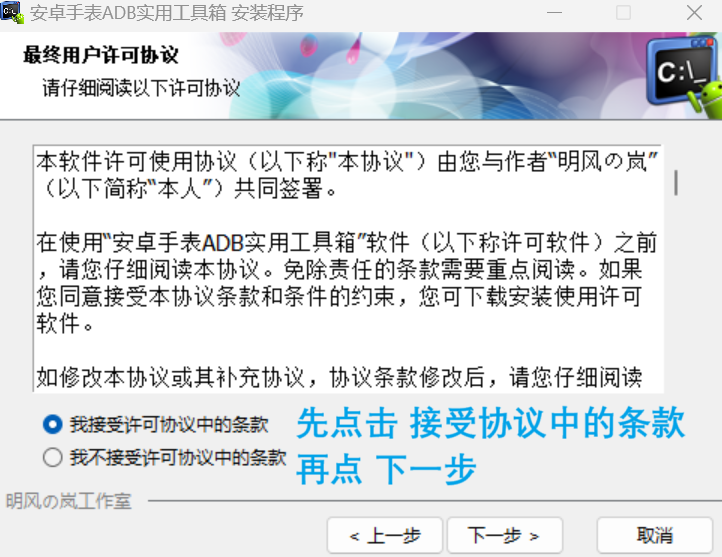 安卓手表ADB实用工具箱 安装程序
最终用户许可协议
请仔细阅读以下许可协议
C:\_
本软件许可使用协议（以下称"本协议"）由您与作者“明风の岚”
（以下简称“本人”）共同签署。
在使用“安卓手表ADB实用工具箱”软件（以下称许可软件）之前
，请您仔细阅读本协议。免除责任的条款需要重点阅读。如果
您同意接受本协议条款和条件的约束，您可下载安装使用许可
软件。
如修改本协议或其补充协议，协议条款修改后，请您仔细阅读
我接受许可协议中的条款
我不接受许可协议中的条款
先点击 接受协议中的条款
再点 下一步
明风の岚工作室
< 上一步
下一步 >
取消